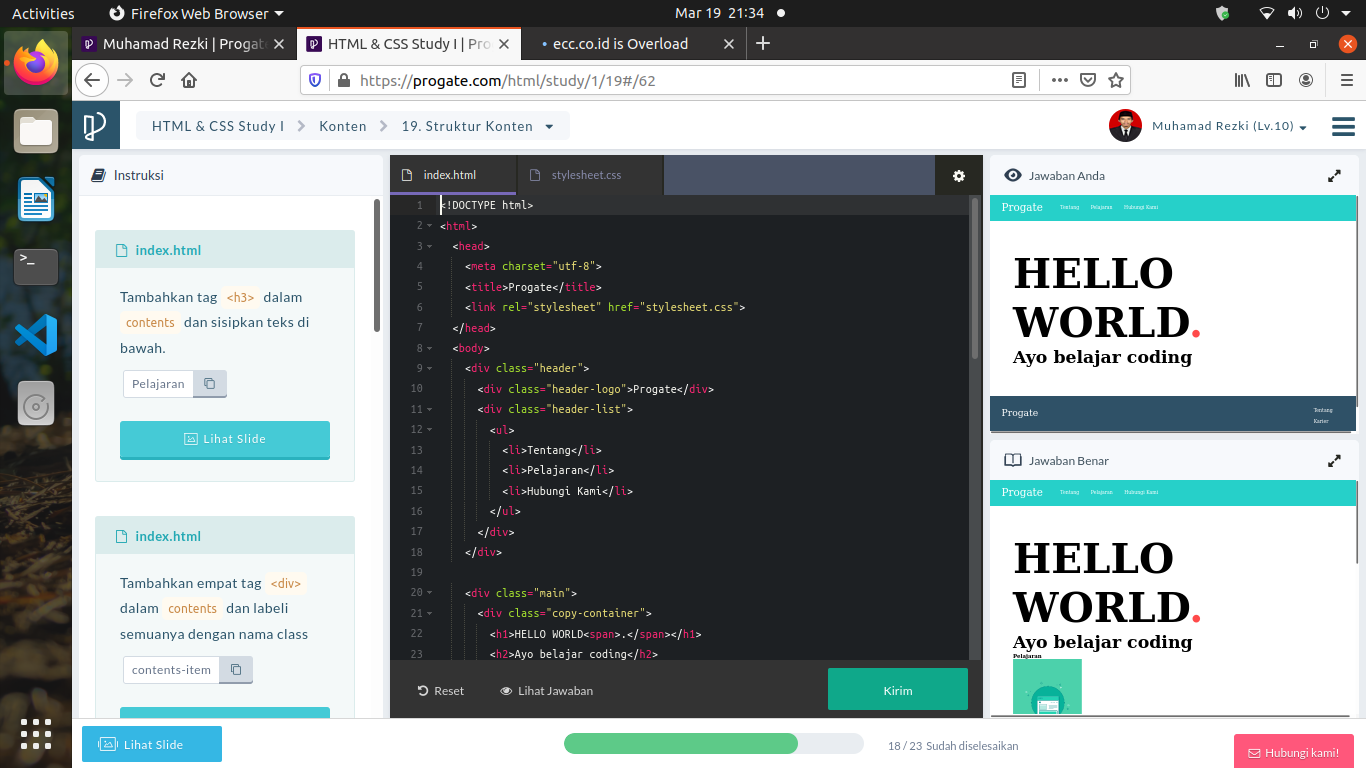 Activities
Firefox Web Browser
Mar 19 21:34
Muhamad Rezki | Progate
HTML & CSS Study I | Pro
ecc.co.id is Overload
https://progate.com/html/study/1/19#/62
HTML & CSS Study I
Konten
19. Struktur Konten
Muhamad Rezki (Lv.10)
Instruksi
index.html
Tambahkan tag <h3> dalam
contents dan sisipkan teks di
bawah.
Pelajaran
Lihat Slide
index.html
Tambahkan empat tag <div>
dalam contents dan labeli
semuanya dengan nama class
contents-item
Lihat Slide
index.html
stylesheet.css
1 <!DOCTYPE html>
2 <html>
3 <head>
4 <meta charset="utf-8">
5 <title>Progate</title>
6 <link rel="stylesheet" href="stylesheet.css">
7 </head>
8 <body>
9 <div class="header">
10 <div class="header-logo">Progate</div>
11 <div class="header-list">
12 <ul>
13 <li>Tentang</li>
14 <li>Pelajaran</li>
15 <li>Hubungi Kami</li>
16 </ul>
17 </div>
18 </div>
19
20 <div class="main">
21 <div class="copy-container">
22 <h1>HELLO WORLD<span>.</span></h1>
23 <h2>Ayo belajar coding</h2>
Reset
Lihat Jawaban
Kirim
18 / 23 Sudah diselesaikan
Jawaban Anda
Progate
Tentang
Pelajaran
Hubungi Kami
HELLO
WORLD.
Ayo belajar coding
Progate
Tentang
Karier
Jawaban Benar
Progate
Tentang
Pelajaran
Hubungi Kami
HELLO
WORLD.
Ayo belajar coding
Pelajaran
Hubungi kami!